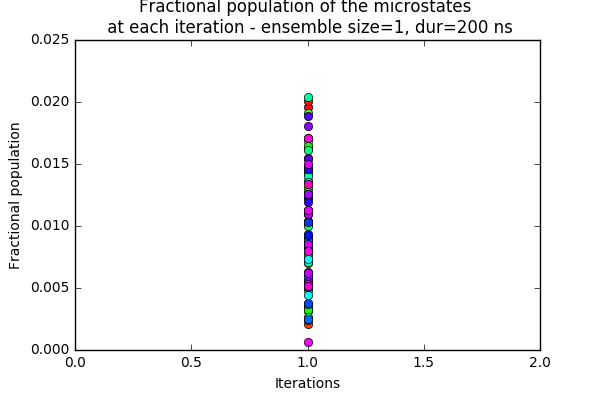 Fractional population of the microstates
at each iteration - ensemble size=1, dur=200 ns
0.025
0.020
0.015
0.010
0.005
0.000
Fractional population
0.0 0.5 1.0 1.5 2.0
Iterations